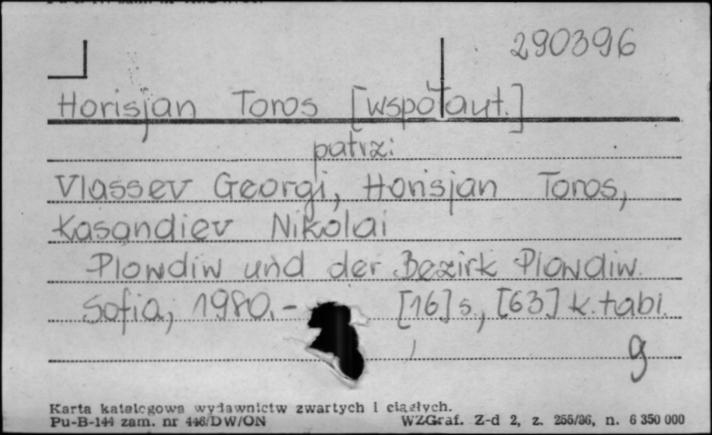 290396
Horisjan Toros [współaut.]
patrz:
Vlassev Georgi, Horisjan Toros,
Kasandiev Nikolai
Plowdiw und der Bezirk Plowdiw.
Sofia, 1980.- [16] s., [63] k. tabl.
g
Karta katalogowa wydawnictw zwartych i ciągłych.
Pu-B-144 zam. nr 446/DW/ON WZGraf. Z-d 2, z. 255/86, n. 6 350 000